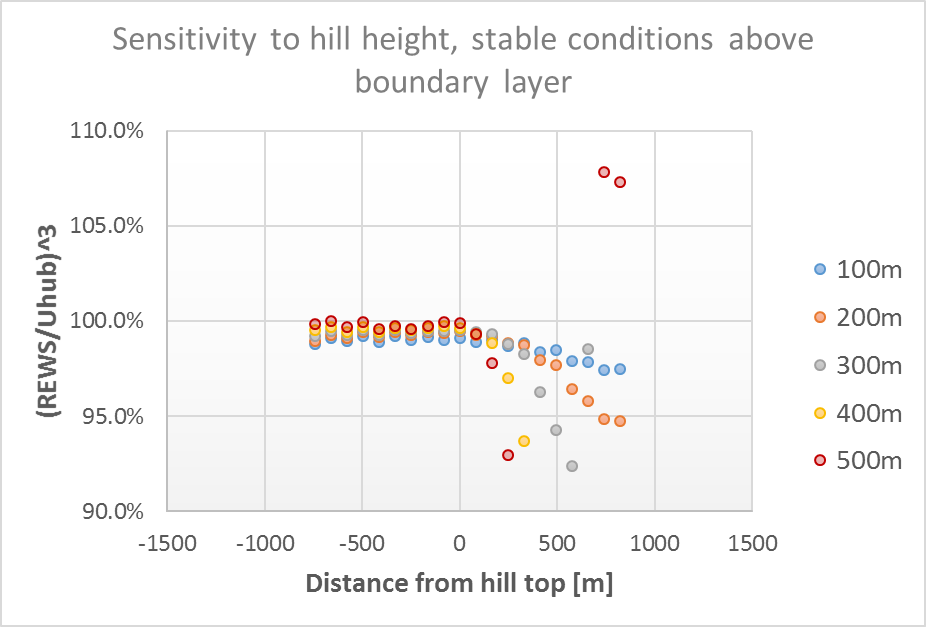 Sensitivity to hill height, stable conditions above
boundary layer
110.0%
105.0%
100.0%
95.0%
90.0%
(REWS/Uhub)^3
-1500 -1000 -500 0 500 1000 1500
Distance from hill top [m]
100m
200m
300m
400m
500m